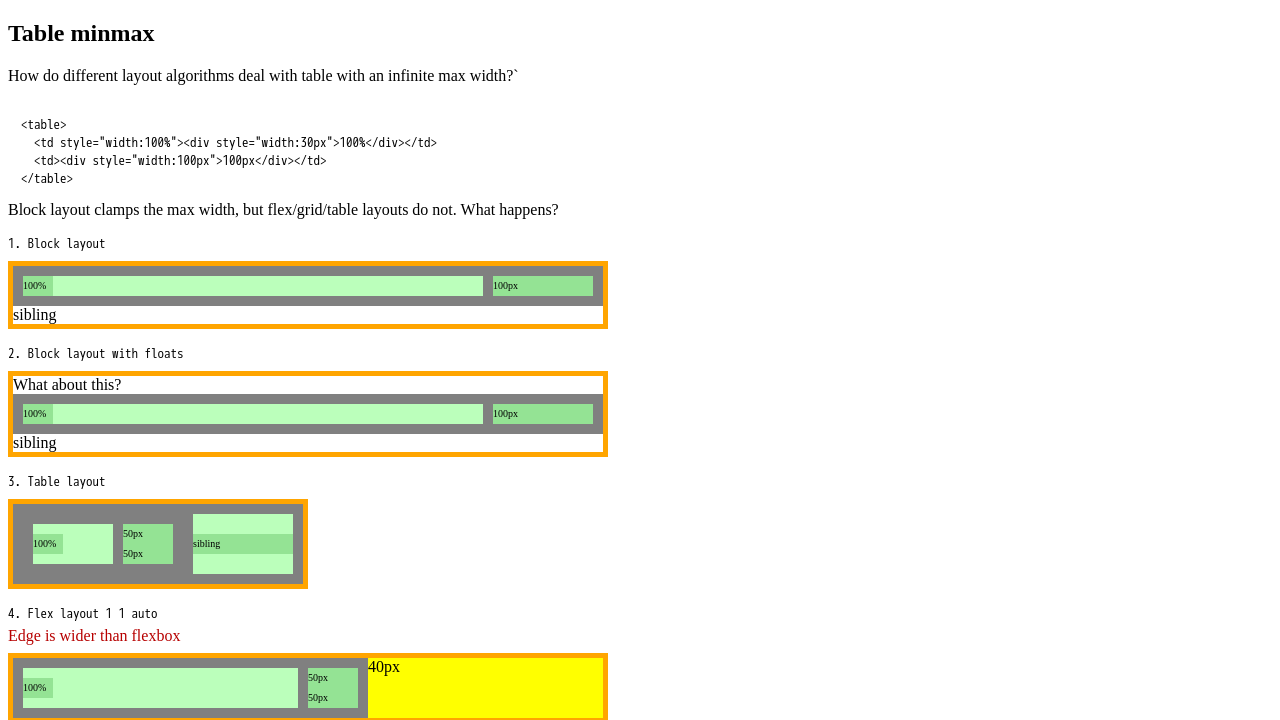 Table minmax
How do different layout algorithms deal with table with an infinite max width?`
<table>
<td style="width:100%"><div style="width:30px">100%</div></td>
<td><div style="width:100px">100px</div></td>
</table>
Block layout clamps the max width, but flex/grid/table layouts do not. What happens?
1. Block layout
100% 100px
sibling
2. Block layout with floats
What about this?
100% 100px
sibling
3. Table layout
50px
100% sibling
50px
4. Flex layout 1 1 auto
Edge is wider than flexbox
40px
50px
100%
50px